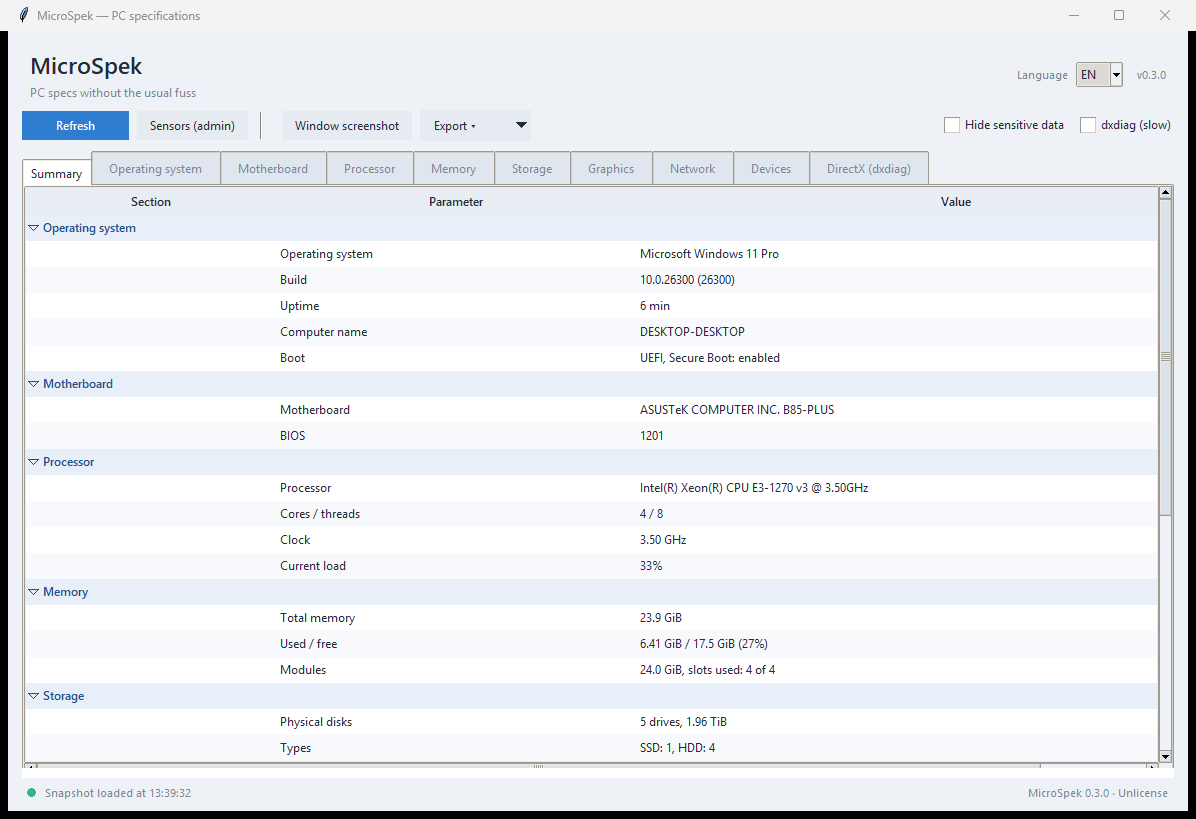 MicroSpek — PC specifications
MicroSpek
PC specs without the usual fuss
Language EN v0.3.0
Refresh Sensors (admin) Window screenshot Export Hide sensitive data dxdiag (slow)
Summary Operating system Motherboard Processor Memory Storage Graphics Network Devices DirectX (dxdiag)
Section Parameter Value
Operating system
Operating system Microsoft Windows 11 Pro
Build 10.0.26300 (26300)
Uptime 6 min
Computer name DESKTOP-DESKTOP
Boot UEFI, Secure Boot: enabled
Motherboard
Motherboard ASUSTeK COMPUTER INC. B85-PLUS
BIOS 1201
Processor
Processor Intel(R) Xeon(R) CPU E3-1270 v3 @ 3.50GHz
Cores / threads 4 / 8
Clock 3.50 GHz
Current load 33%
Memory
Total memory 23.9 GiB
Used / free 6.41 GiB / 17.5 GiB (27%)
Modules 24.0 GiB, slots used: 4 of 4
Storage
Physical disks 5 drives, 1.96 TiB
Types SSD: 1, HDD: 4
Snapshot loaded at 13:39:32 MicroSpek 0.3.0 · Unlicense